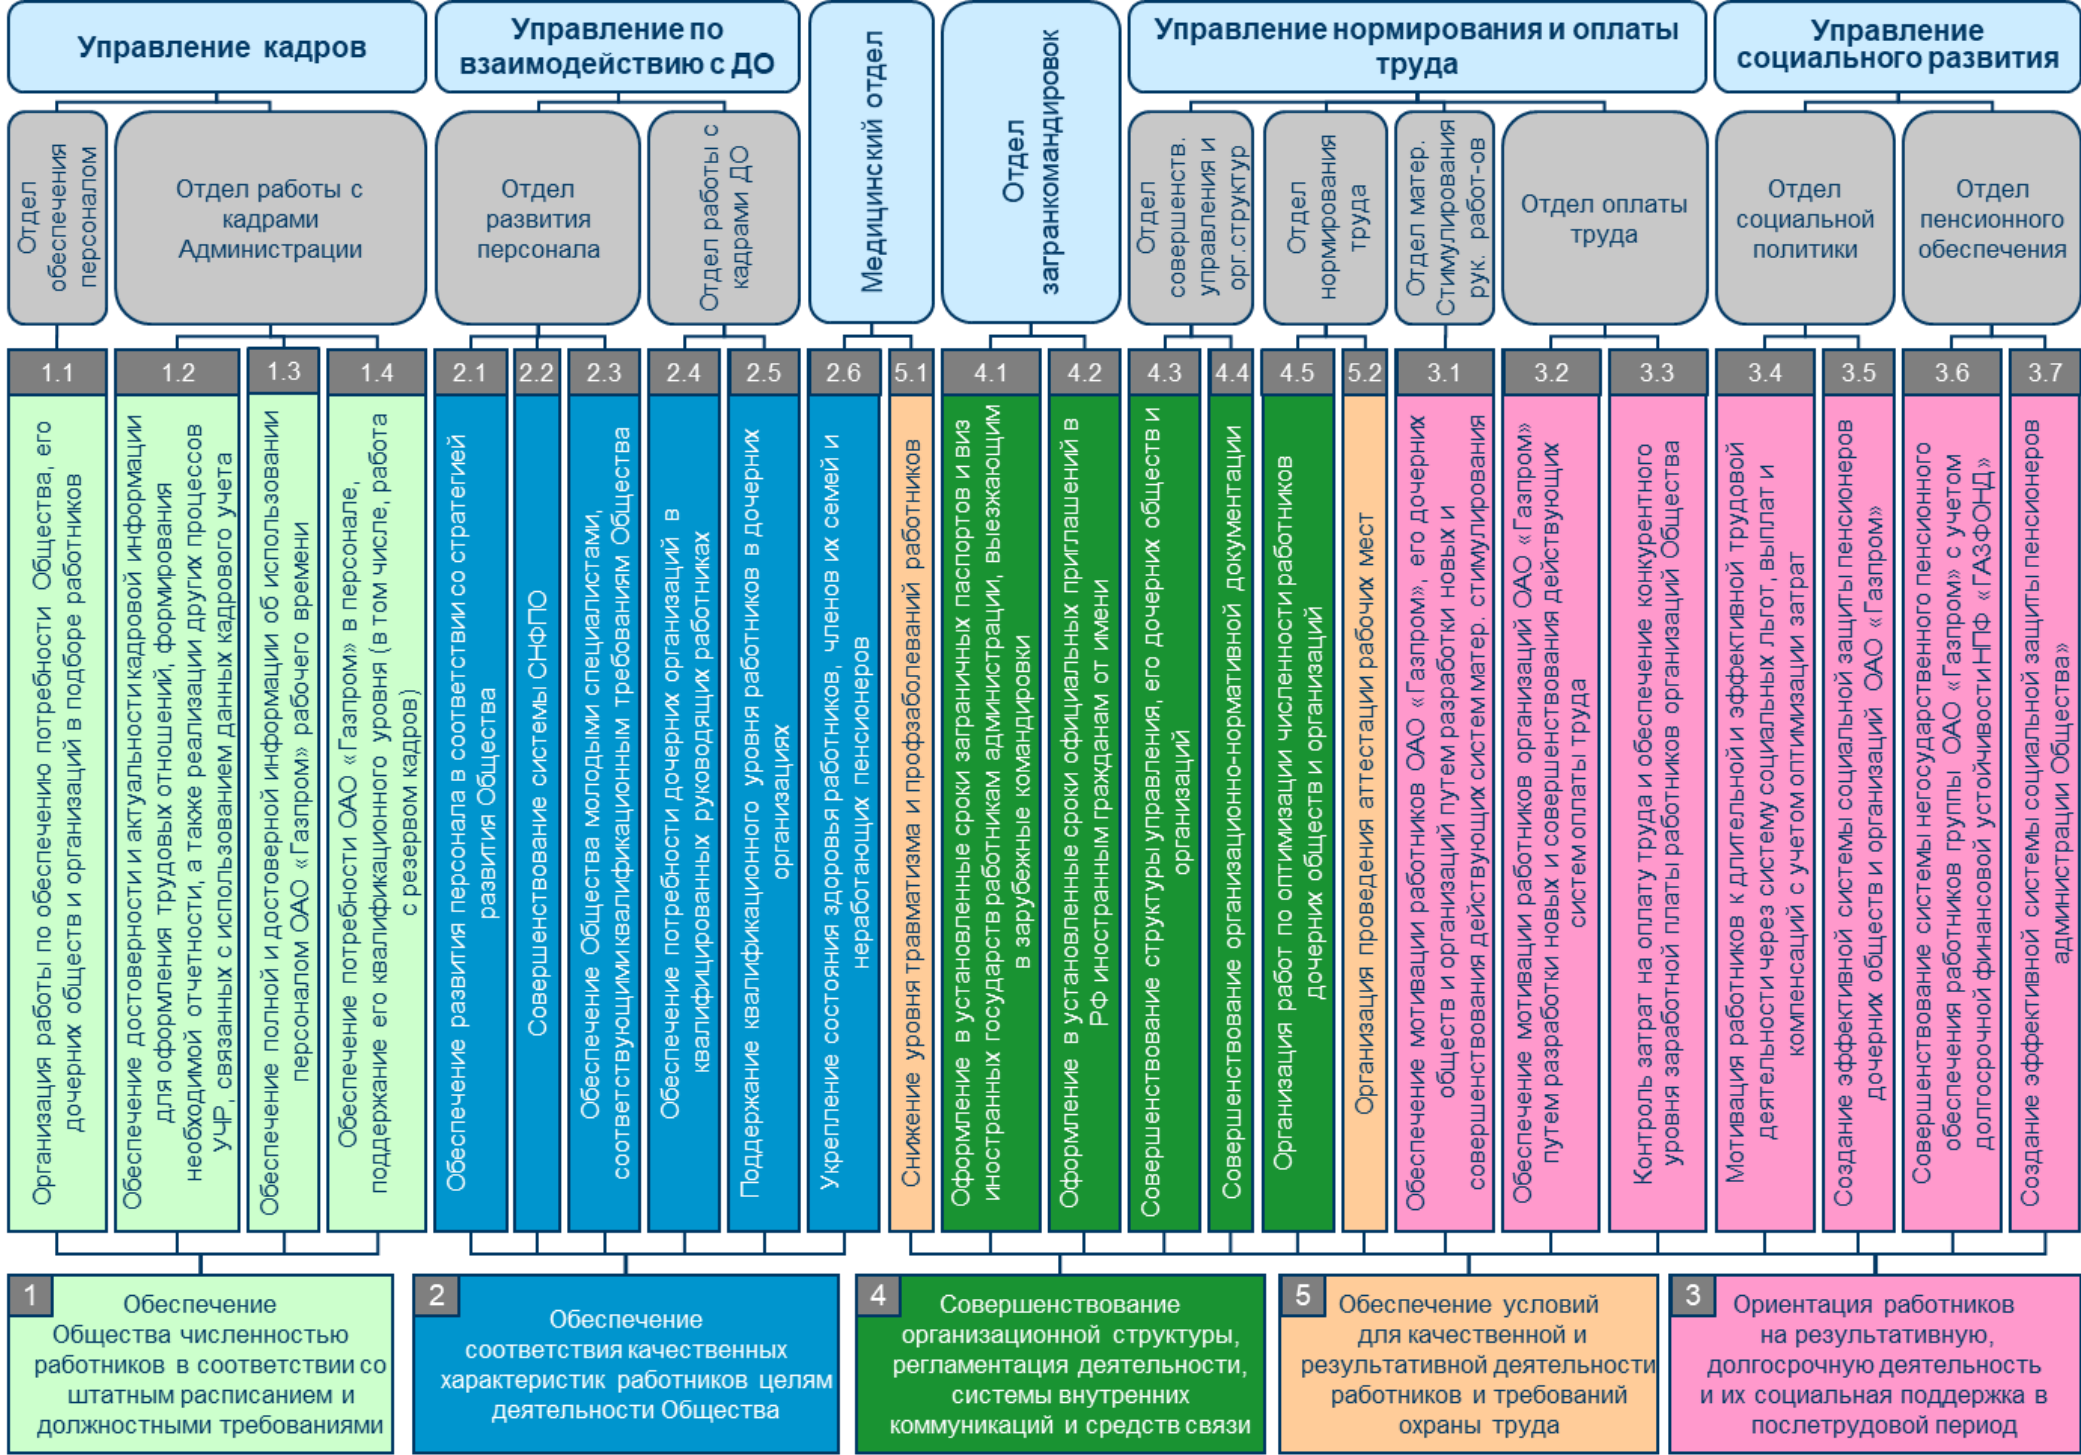 Управление кадров
Управление по
взаимодействию с ДО
Медицинский отдел
Отдел
загранкомандировок
Управление нормирования и оплаты
труда
Управление
социального развития
Отдел
обеспечения
персоналом
Отдел работы с
кадрами
Администрации
Отдел
развития
персонала
Отдел работы с
кадрами ДО
Отдел
совершенств.
управления и
орг.структур
Отдел
нормирования
труда
Отдел матер.
Стимулирования
рук. работ-ов
Отдел оплаты
труда
Отдел
социальной
политики
Отдел
пенсионного
обеспечения
1.1
Организация работы по обеспечению потребности Общества, его
дочерних обществ и организаций в подборе работников
1.2
Обеспечение достоверности и актуальности кадровой информации
для оформления трудовых отношений, формирования
необходимой отчетности, а также реализации других процессов
УЧР, связанных с использованием данных кадрового учета
1.3
Обеспечение полной и достоверной информации об использовании
персоналом ОАО «Газпром» рабочего времени
1.4
Обеспечение потребности ОАО «Газпром» в персонале,
поддержание его квалификационного уровня (в том числе, работа
с резервом кадров)
2.1
Обеспечение развития персонала в соответствии со стратегией
развития Общества
2.2
Совершенствование системы СНФПО
2.3
Обеспечение Общества молодыми специалистами,
соответствующими квалификационным требованиям Общества
2.4
Обеспечение потребности дочерних организаций в
квалифицированных руководящих работниках
2.5
Поддержание квалификационного уровня работников в дочерних
организациях
2.6
Укрепление состояния здоровья работников, членов их семей и
неработающих пенсионеров
5.1
Снижение уровня травматизма и профзаболеваний работников
4.1
Оформление в установленные сроки заграничных паспортов и виз
иностранных государств работникам администрации, выезжающим
в зарубежные командировки
4.2
Оформление в установленные сроки официальных приглашений в
РФ иностранным гражданам от имени
4.3
Совершенствование структуры управления, его дочерних обществ и
организаций
4.4
Совершенствование организационно-нормативной документации
4.5
Организация работ по оптимизации численности работников
дочерних обществ и организаций
5.2
Организация проведения аттестации рабочих мест
3.1
Обеспечение мотивации работников ОАО «Газпром», его дочерних
обществ и организаций путем разработки новых и
совершенствования действующих систем матер. стимулирования
3.2
Обеспечение мотивации работников организаций ОАО «Газпром»
путем разработки новых и совершенствования действующих
систем оплаты труда
3.3
Контроль затрат на оплату труда и обеспечение конкурентного
уровня заработной платы работников организаций Общества
3.4
Мотивация работников к длительной и эффективной трудовой
деятельности через систему социальных льгот, выплат и
компенсаций с учетом оптимизации затрат
3.5
Создание эффективной системы социальной защиты пенсионеров
дочерних обществ и организаций ОАО «Газпром»
3.6
Совершенствование системы негосударственного пенсионного
обеспечения работников группы ОАО «Газпром» с учетом
долгосрочной финансовой устойчивости НПФ «ГАЗФОНД»
3.7
Создание эффективной системы социальной защиты пенсионеров
администрации Общества»
1
Обеспечение
Общества численностью
работников в соответствии со
штатным расписанием и
должностными требованиями
2
Обеспечение
соответствия качественных
характеристик работников целям
деятельности Общества
4
Совершенствование
организационной структуры,
регламентация деятельности,
системы внутренних
коммуникаций и средств связи
5
Обеспечение условий
для качественной и
результативной деятельности
работников и требований
охраны труда
3
Ориентация работников
на результативную,
долгосрочную деятельность
и их социальная поддержка в
послетрудовой период